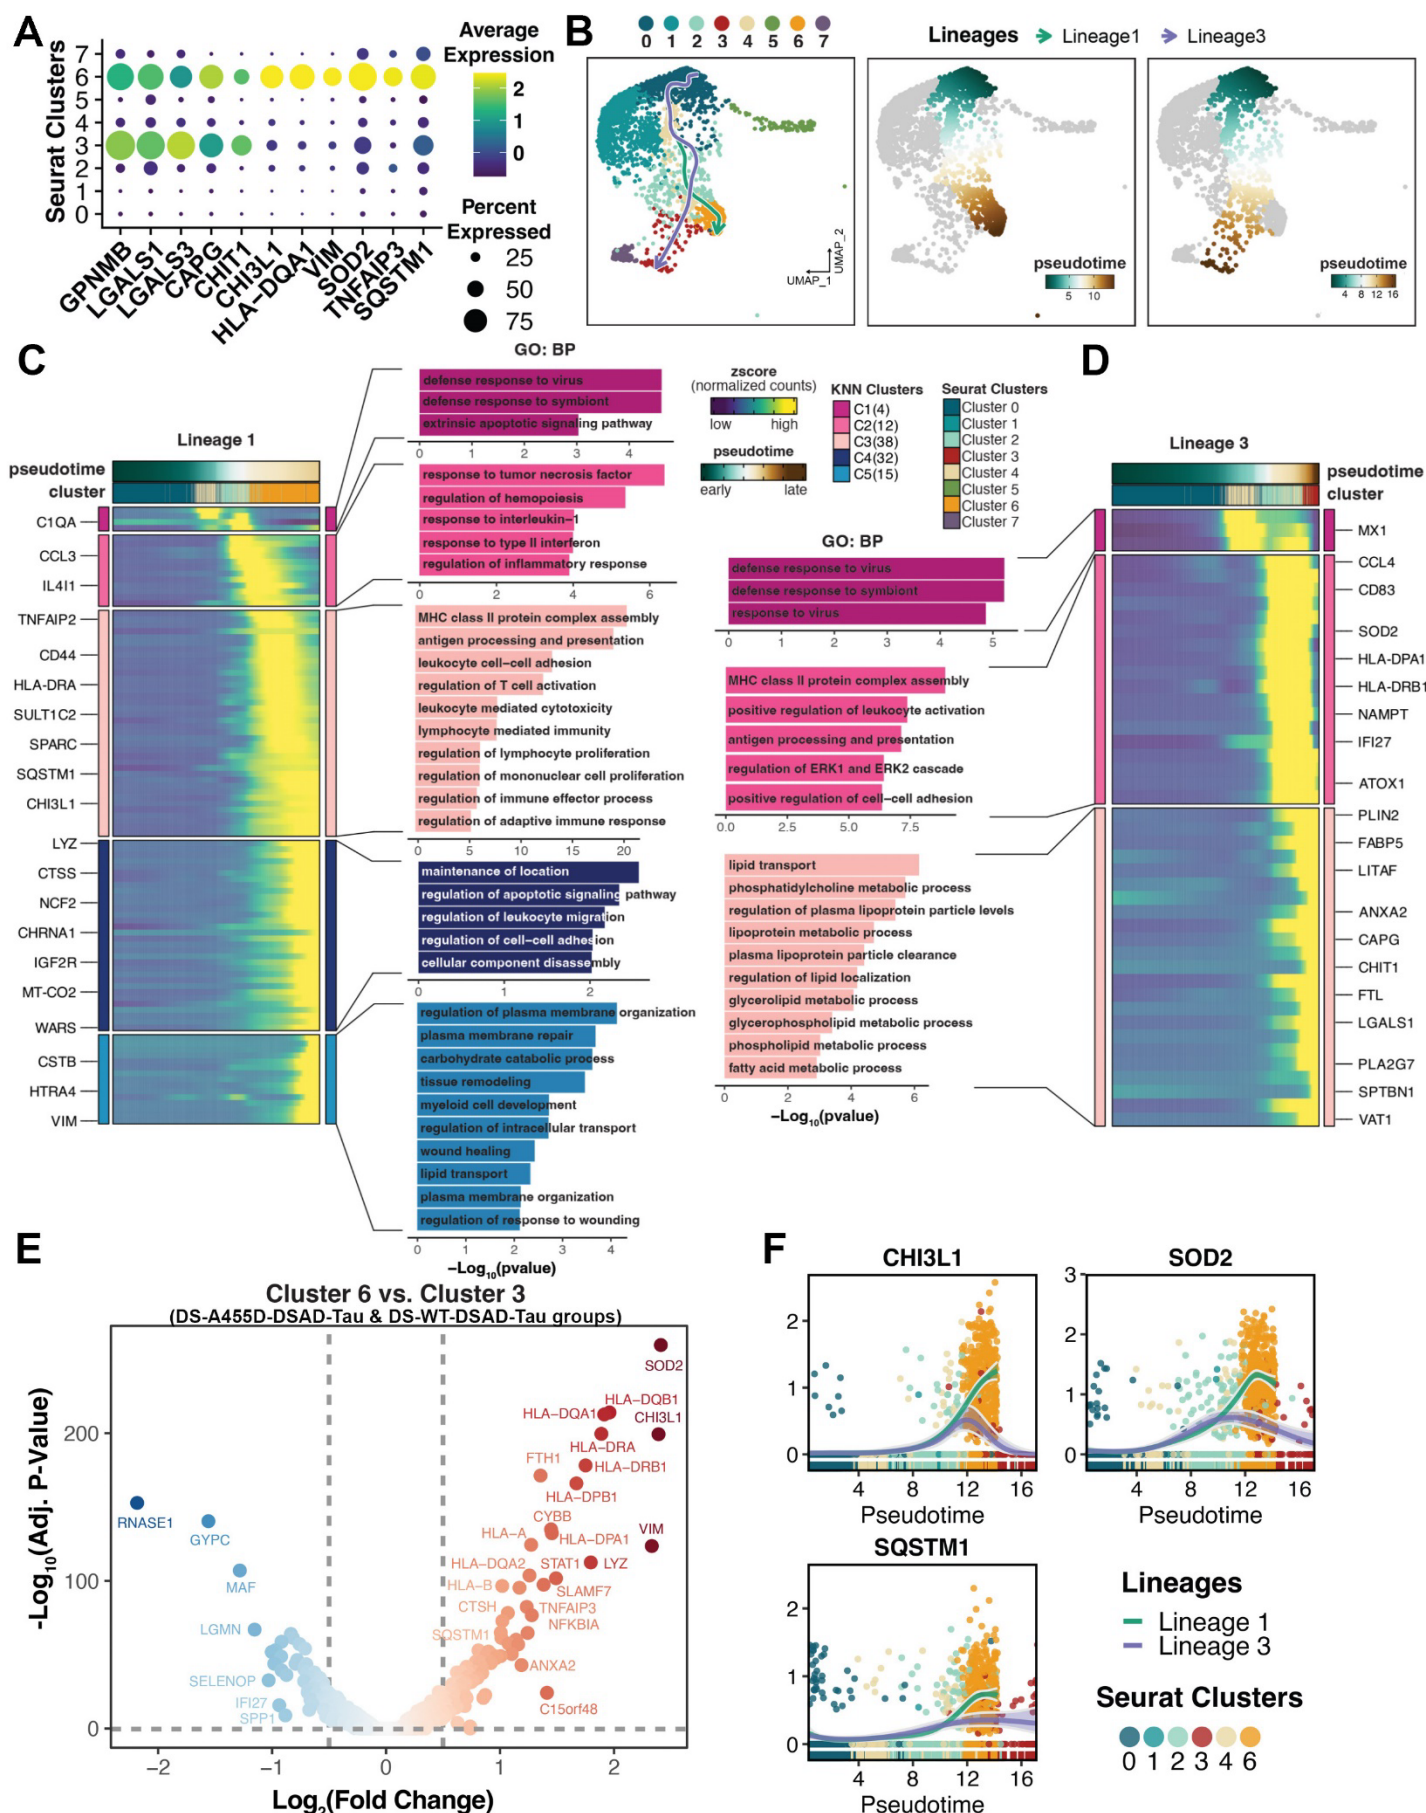 A
Average
Expression
2
1
0
Percent
Expressed
25
50
75
Seurat Clusters
7
6
5
4
3
2
1
0
GPNMB
LGALS1
LGALS3
CAPG
CHIT1
CHI3L1
HLA-DQA1
VIM
SOD2
TNFAIP3
SQSTM1
B
0 1 2 3 4 5 6 7
Lineages Lineage1 Lineage3
UMAP_1
UMAP_2
pseudotime
5 10
pseudotime
4 8 12 16
C
Lineage 1
pseudotime
cluster
C1QA
CCL3
IL4I1
TNFAIP2
CD44
HLA-DRA
SULT1C2
SPARC
SQSTM1
CHI3L1
LYZ
CTSS
NCF2
CHRNA1
IGF2R
MT-CO2
WARS
CSTB
HTRA4
VIM
GO: BP
defense response to virus
defense response to symbiont
extrinsic apoptotic signaling pathway
0 1 2 3 4
response to tumor necrosis factor
regulation of hemopoiesis
response to interleukin−1
response to type II interferon
regulation of inflammatory response
0 2 4 6
MHC class II protein complex assembly
antigen processing and presentation
leukocyte cell−cell adhesion
regulation of T cell activation
leukocyte mediated cytotoxicity
lymphocyte mediated immunity
regulation of lymphocyte proliferation
regulation of mononuclear cell proliferation
regulation of immune effector process
regulation of adaptive immune response
0 5 10 15 20
maintenance of location
regulation of apoptotic signaling pathway
regulation of leukocyte migration
regulation of cell−cell adhesion
cellular component disassembly
0 1 2
regulation of plasma membrane organization
plasma membrane repair
carbohydrate catabolic process
tissue remodeling
myeloid cell development
regulation of intracellular transport
wound healing
lipid transport
plasma membrane organization
regulation of response to wounding
0 1 2 3 4
−Log10(pvalue)
zscore
(normalized counts)
low high
pseudotime
early late
KNN Clusters
C1(4)
C2(12)
C3(38)
C4(32)
C5(15)
Seurat Clusters
Cluster 0
Cluster 1
Cluster 2
Cluster 3
Cluster 4
Cluster 5
Cluster 6
Cluster 7
D
Lineage 3
pseudotime
cluster
MX1
CCL4
CD83
SOD2
HLA-DPA1
HLA-DRB1
NAMPT
IFI27
ATOX1
PLIN2
FABP5
LITAF
ANXA2
CAPG
CHIT1
FTL
LGALS1
PLA2G7
SPTBN1
VAT1
GO: BP
defense response to virus
defense response to symbiont
response to virus
0 1 2 3 4 5
MHC class II protein complex assembly
positive regulation of leukocyte activation
antigen processing and presentation
regulation of ERK1 and ERK2 cascade
positive regulation of cell−cell adhesion
0.0 2.5 5.0 7.5
lipid transport
phosphatidylcholine metabolic process
regulation of plasma lipoprotein particle levels
lipoprotein metabolic process
plasma lipoprotein particle clearance
regulation of lipid localization
glycerolipid metabolic process
glycerophospholipid metabolic process
phospholipid metabolic process
fatty acid metabolic process
0 2 4 6
−Log10(pvalue)
E
Cluster 6 vs. Cluster 3
(DS-A455D-DSAD-Tau & DS-WT-DSAD-Tau groups)
-Log10(Adj. P-Value)
200
100
0
SOD2
HLA−DQB1
HLA−DQA1
CHI3L1
HLA−DRA
FTH1
HLA−DRB1
HLA−DPB1
RNASE1
GYPC
CYBB
VIM
HLA−A
HLA−DPA1
HLA−DQA2
STAT1
LYZ
MAF
HLA−B
SLAMF7
CTSH
TNFAIP3
NFKBIA
LGMN
SQSTM1
ANXA2
SELENOP
IFI27
SPP1
C15orf48
−2 −1 0 1 2
Log2(Fold Change)
F
CHI3L1
2
1
0
4 8 12 16
Pseudotime
SOD2
3
2
1
0
4 8 12 16
Pseudotime
SQSTM1
2
1
0
4 8 12 16
Pseudotime
Lineages
Lineage 1
Lineage 3
Seurat Clusters
0 1 2 3 4 6